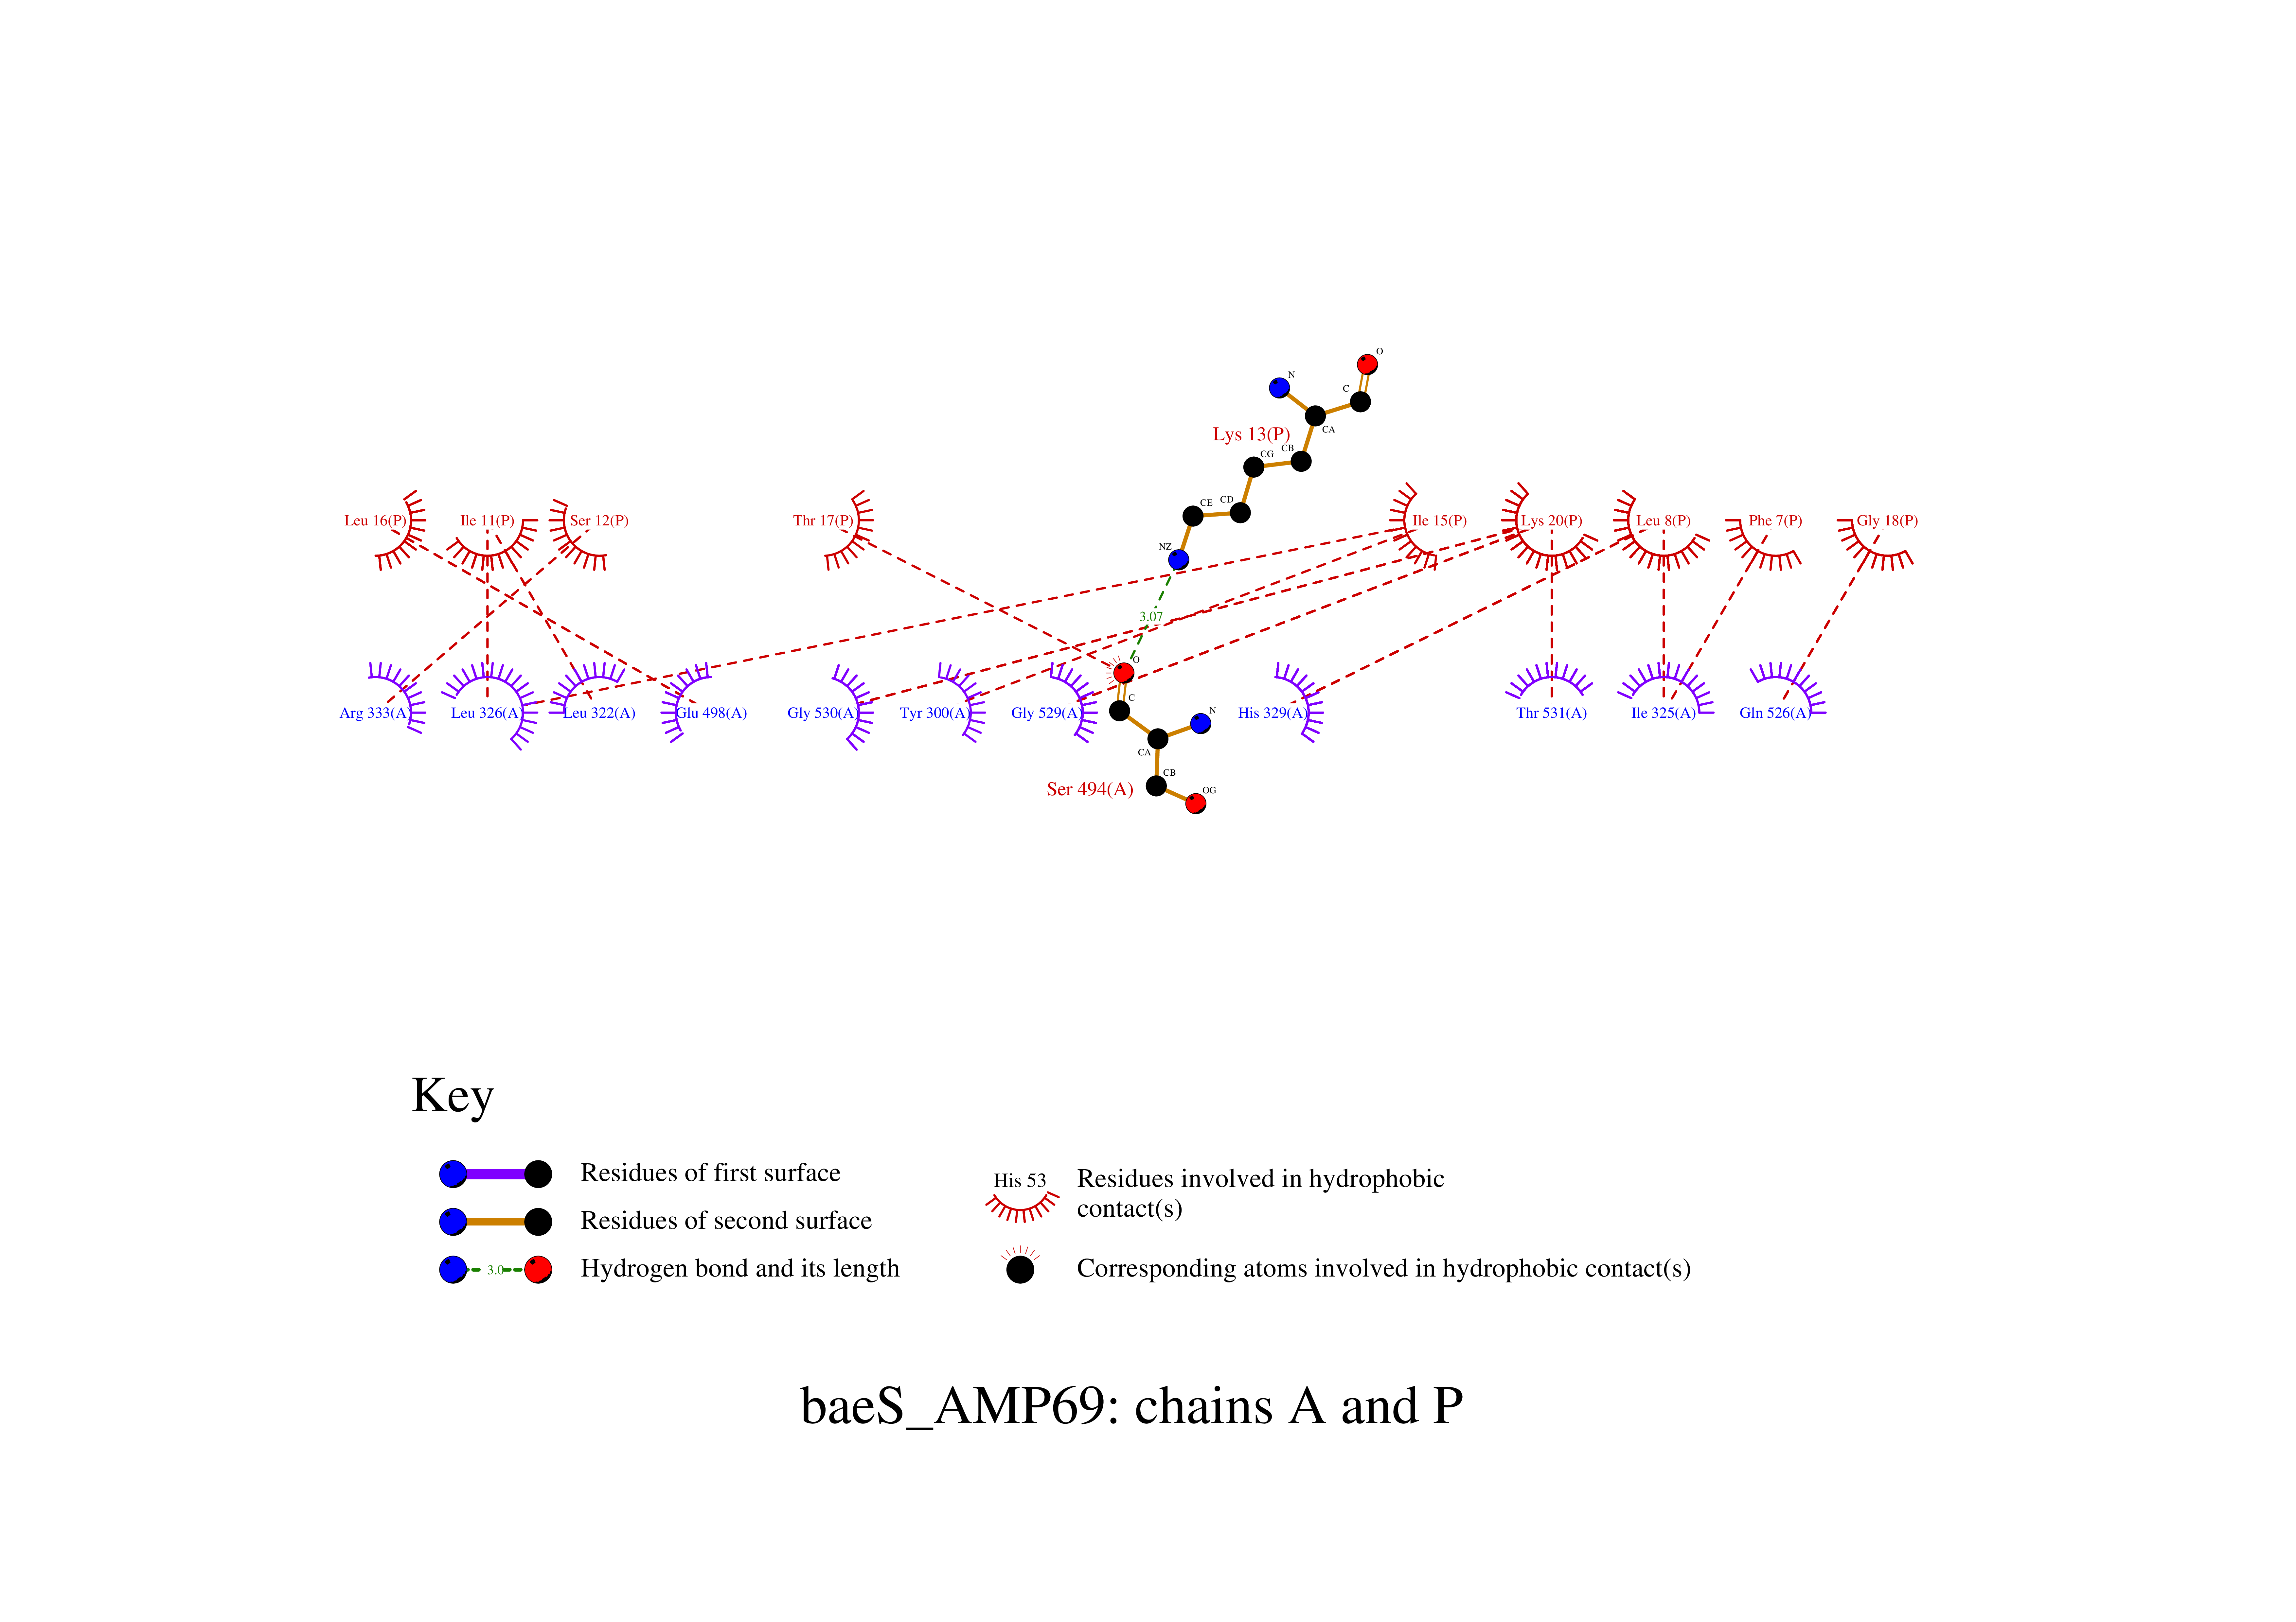 O
N
C
CA
Lys 13(P)
CB
CG
CE
CD
Leu 16(P)
Ile 11(P)
Ser 12(P)
Thr 17(P)
Ile 15(P)
Lys 20(P)
Leu 8(P)
Phe 7(P)
Gly 18(P)
NZ
3.07
O
C
Arg 333(A)
Leu 326(A)
Leu 322(A)
Glu 498(A)
Gly 530(A)
Tyr 300(A)
Gly 529(A)
N
His 329(A)
Thr 531(A)
Ile 325(A)
Gln 526(A)
CA
CB
Ser 494(A)
OG
Key
Residues of first surface
Residues of second surface
3.0
Hydrogen bond and its length
His 53
Residues involved in hydrophobic
contact(s)
Corresponding atoms involved in hydrophobic contact(s)
baeS_AMP69: chains A and P